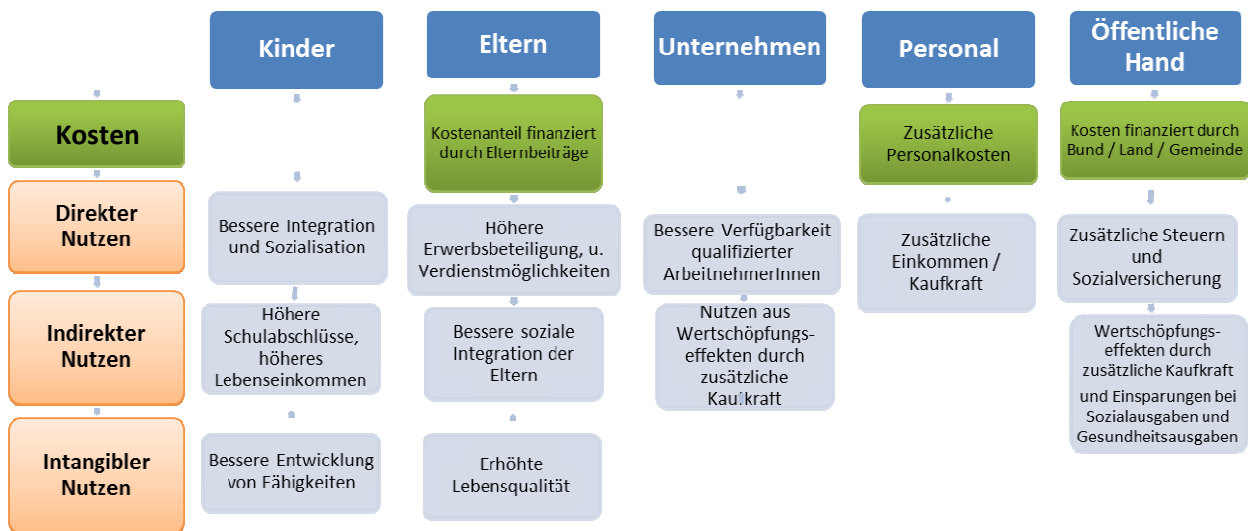 Kinder
Eltern
Unternehmen
Personal
Öffentliche
Hand
Kosten
Kostenanteil finanziert
durch Elternbeiträge
Zusätzliche
Personalkosten
Kosten finanziert durch
Bund / Land / Gemeinde
Direkter
Nutzen
Bessere Integration
und Sozialisation
Höhere
Erwerbsbeteiligung, u.
Verdienstmöglichkeiten
Bessere Verfügbarkeit
qualifizierter
ArbeitnehmerInnen
Zusätzliche
Einkommen /
Kaufkraft
Zusätzliche Steuern
und
Sozialversicherung
Indirekter
Nutzen
Höhere
Schulabschlüsse,
höheres
Lebenseinkommen
Bessere soziale
Integration der
Eltern
Nutzen aus
Wertschöpfungs-
effekten durch
zusätzliche
Kaufkraft
Wertschöpfungs-
effekten durch
zusätzliche Kaufkraft
und Einsparungen bei
Sozialausgaben und
Gesundheitsausgaben
Intangibler
Nutzen
Bessere Entwicklung
von Fähigkeiten
Erhöhte
Lebensqualität